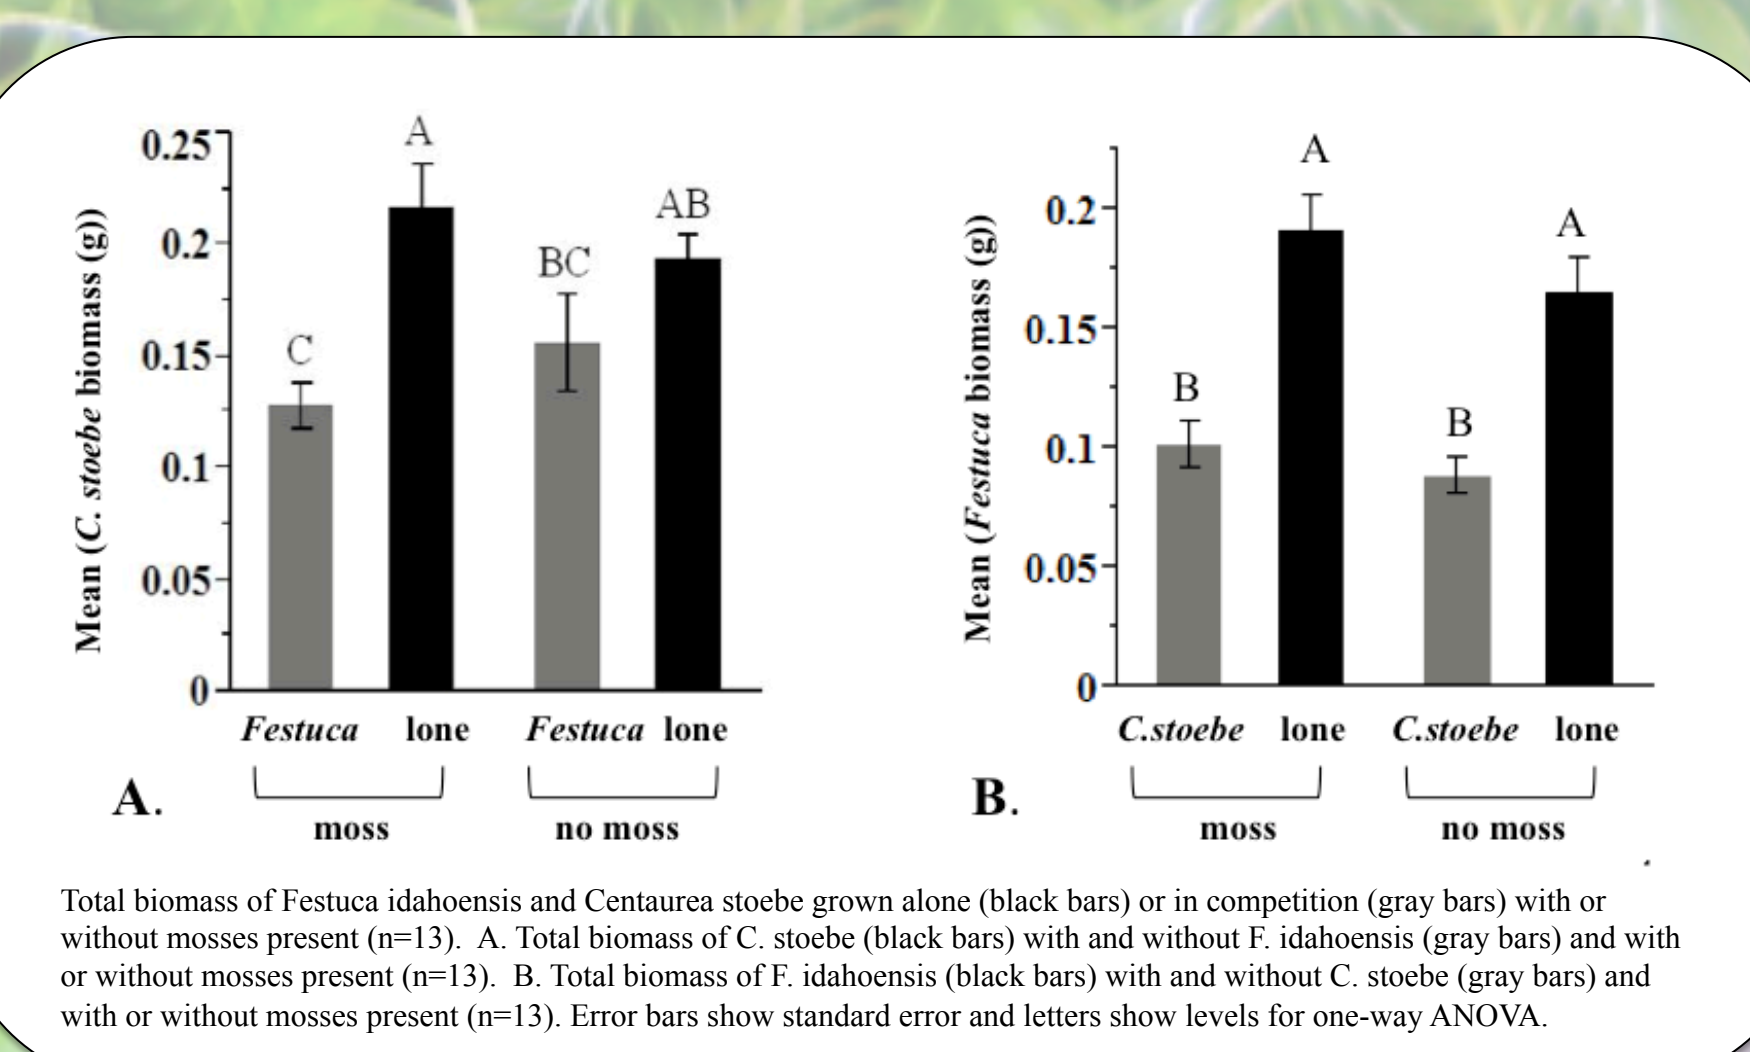 0.25
0.2
0.15
0.1
0.05
0
Mean (C. stoebe biomass (g))
C
A
BC
AB
Festuca lone Festuca lone
moss no moss
A.
0.2
0.15
0.1
0.05
0
Mean (Festuca biomass (g))
B
A
B
A
C.stoebe lone C.stoebe lone
moss no moss
B.
Total biomass of Festuca idahoensis and Centaurea stoebe grown alone (black bars) or in competition (gray bars) with or
without mosses present (n=13). A. Total biomass of C. stoebe (black bars) with and without F. idahoensis (gray bars) and with
or without mosses present (n=13). B. Total biomass of F. idahoensis (black bars) with and without C. stoebe (gray bars) and
with or without mosses present (n=13). Error bars show standard error and letters show levels for one-way ANOVA.